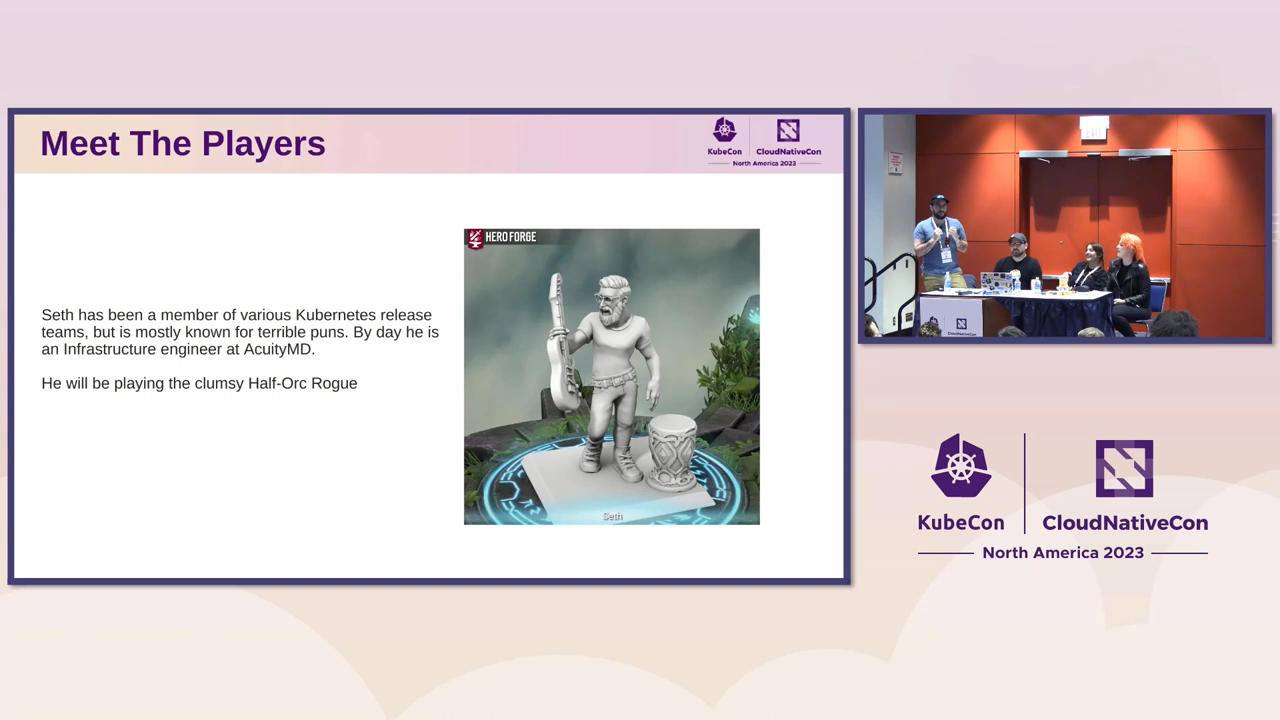 Meet The Players
KubeCon
CloudNativeCon
North America 2023
HERO FORGE
Seth has been a member of various Kubernetes release
teams, but is mostly known for terrible puns. By day he is
an Infrastructure engineer at AcuityMD.
He will be playing the clumsy Half-Orc Rogue
Seth
EXIT
KubeCon
CloudNativeCon
North America 2023